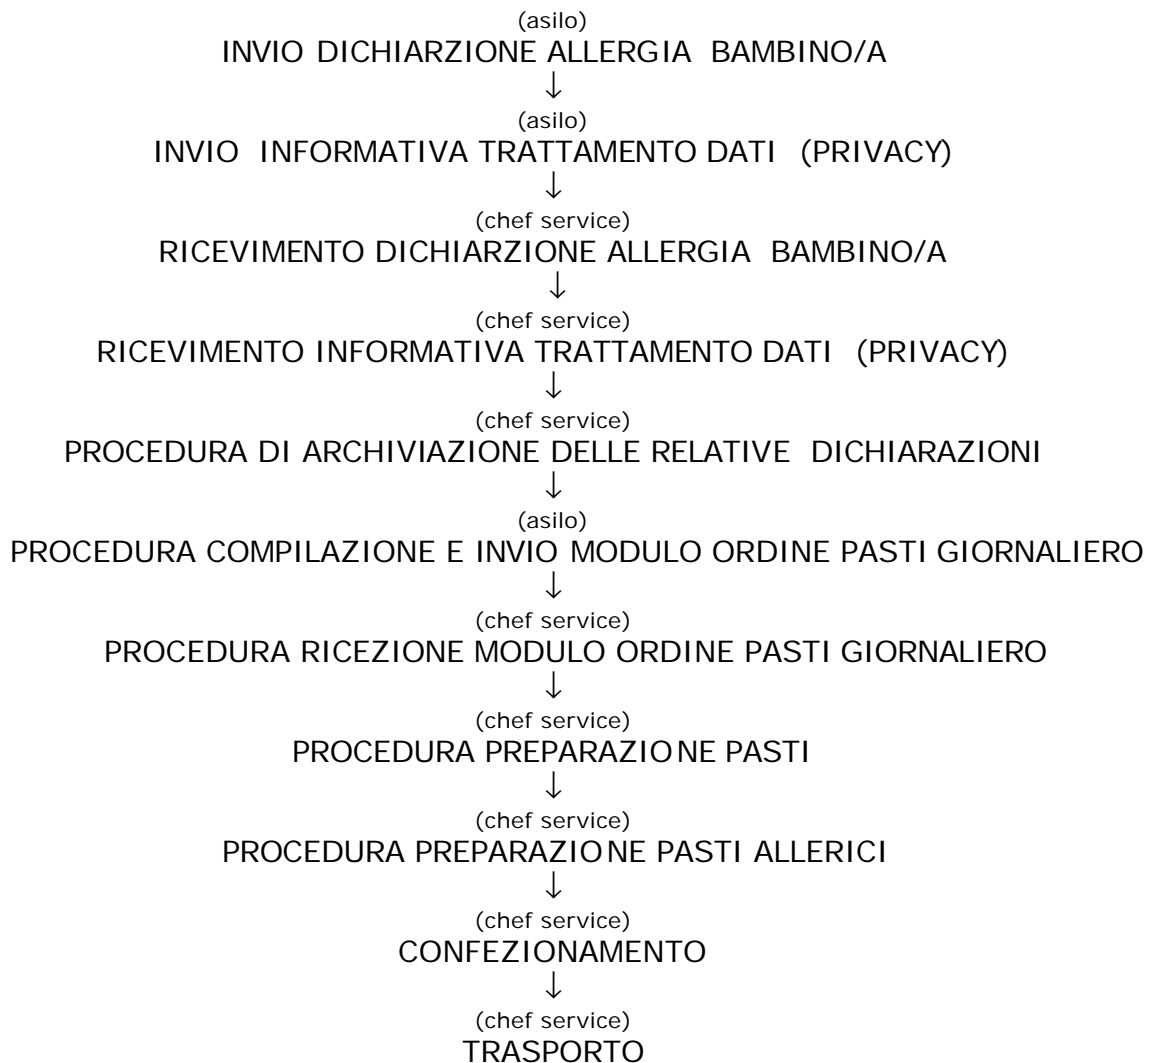 (asilo)
INVIO DICHIARZIONE ALLERGIA BAMBINO/A
↓
(asilo)
INVIO INFORMATIVA TRATTAMENTO DATI (PRIVACY)
↓
(chef service)
RICEVIMENTO DICHIARZIONE ALLERGIA BAMBINO/A
↓
(chef service)
RICEVIMENTO INFORMATIVA TRATTAMENTO DATI (PRIVACY)
↓
(chef service)
PROCEDURA DI ARCHIVIAZIONE DELLE RELATIVE DICHIARAZIONI
↓
(asilo)
PROCEDURA COMPILAZIONE E INVIO MODULO ORDINE PASTI GIORNALIERO
↓
(chef service)
PROCEDURA RICEZIONE MODULO ORDINE PASTI GIORNALIERO
↓
(chef service)
PROCEDURA PREPARAZIONE PASTI
↓
(chef service)
PROCEDURA PREPARAZIONE PASTI ALLERICI
↓
(chef service)
CONFEZIONAMENTO
↓
(chef service)
TRASPORTO